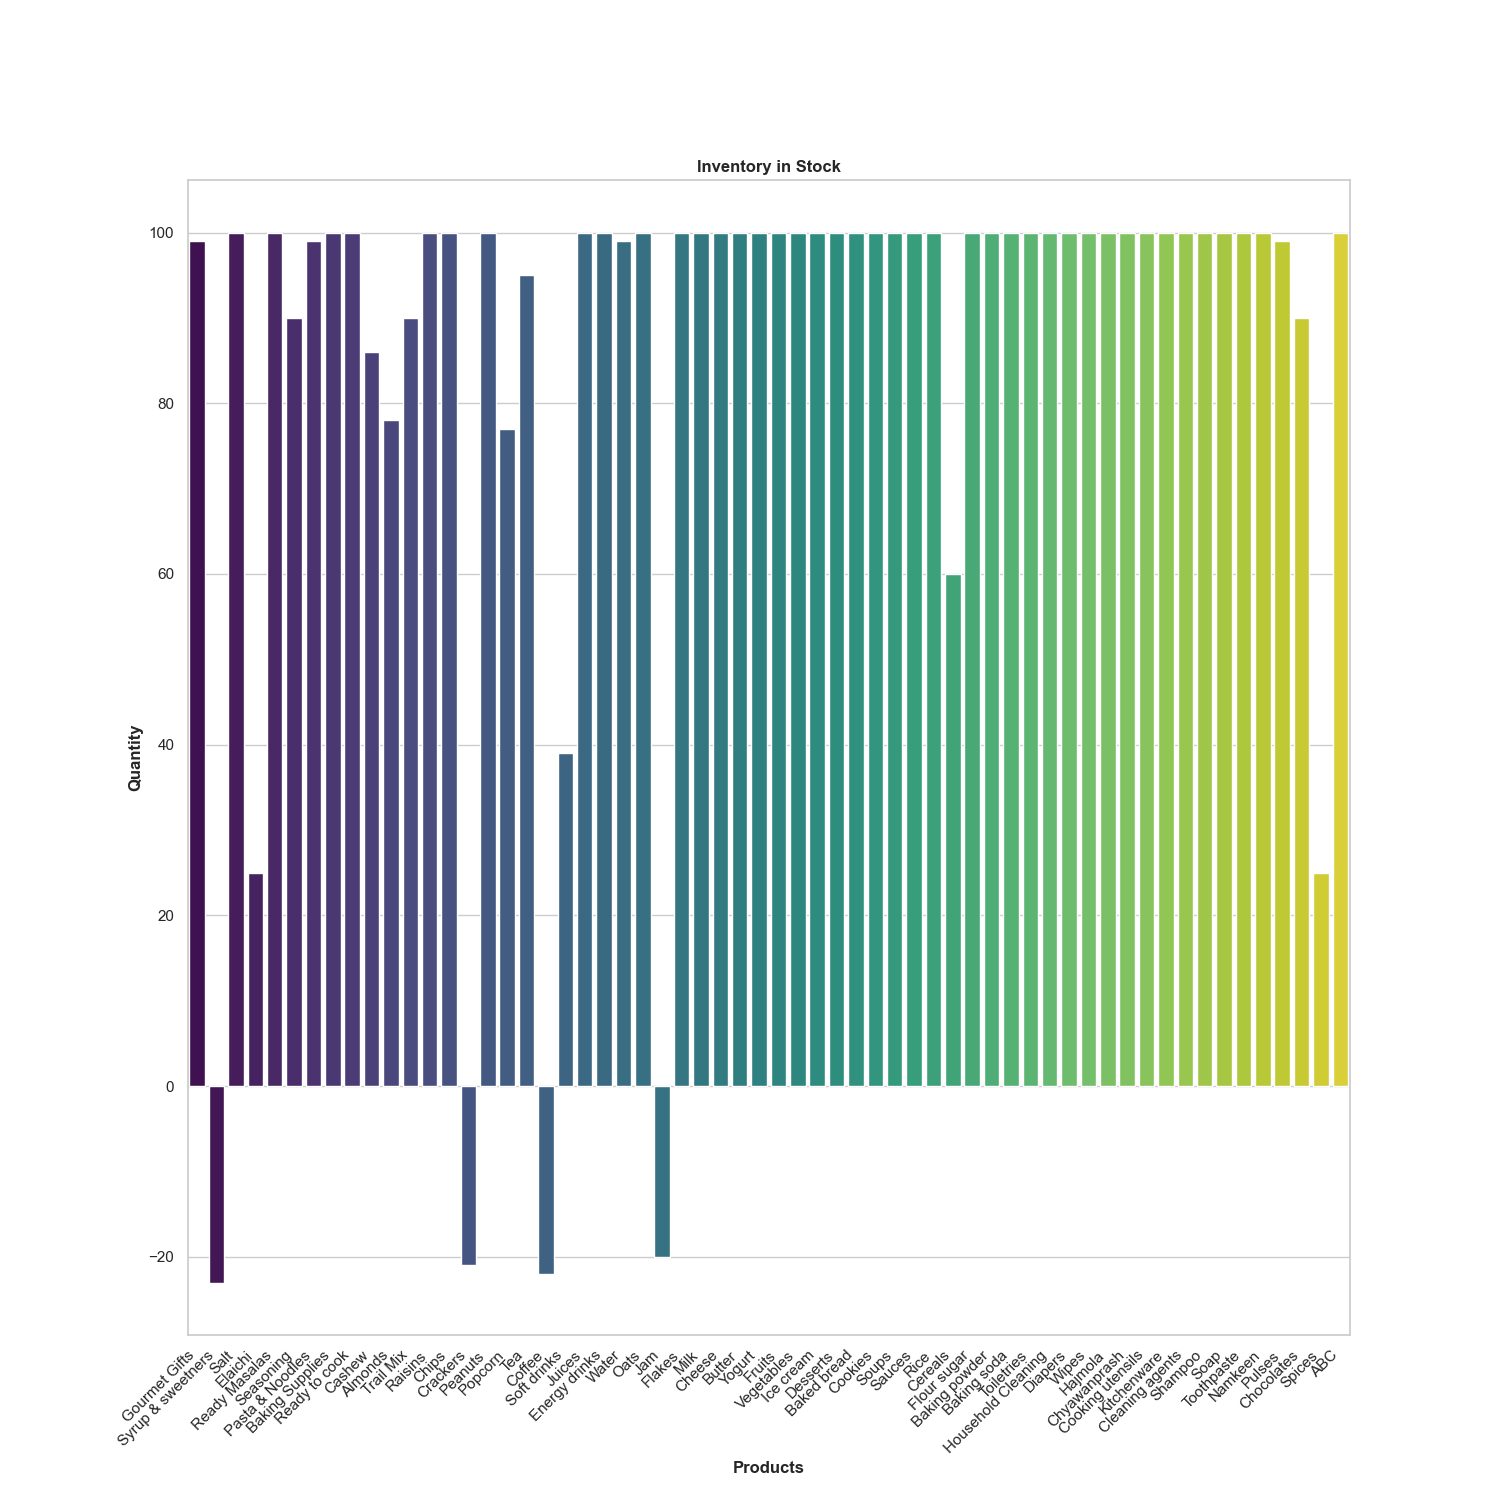 Inventory in Stock
100
80
60
40
20
0
−20
Quantity
Gourmet Gifts
Syrup & sweetners
Salt
Elaichi
Ready Masalas
Seasoning
Pasta & Noodles
Baking Supplies
Ready to cook
Cashew
Almonds
Trail Mix
Raisins
Chips
Crackers
Peanuts
Popcorn
Tea
Coffee
Soft drinks
Juices
Energy drinks
Water
Oats
Jam
Flakes
Milk
Cheese
Butter
Yogurt
Fruits
Vegetables
Ice cream
Desserts
Baked bread
Cookies
Soups
Sauces
Rice
Cereals
Flour sugar
Baking powder
Baking soda
Toiletries
Household Cleaning
Diapers
Wipes
Hajmola
Chyawanprash
Cooking utensils
Kitchenware
Cleaning agents
Shampoo
Soap
Toothpaste
Namkeen
Pulses
Chocolates
Spices
ABC
Products